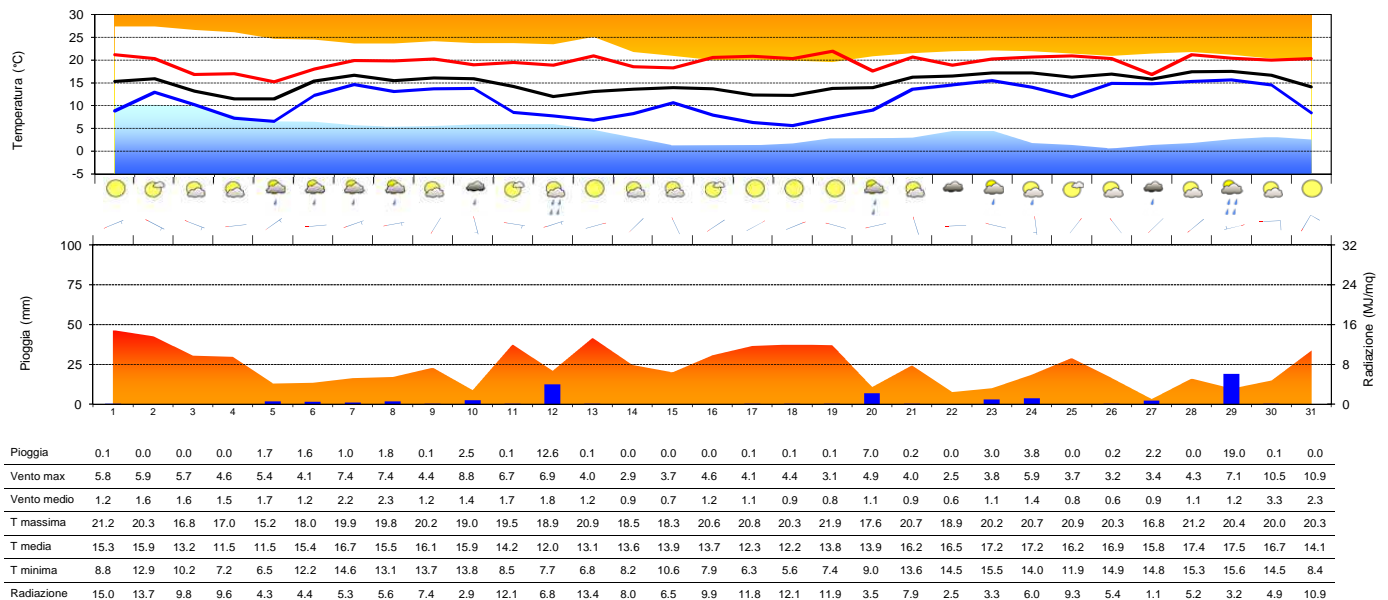 30
25
20
15
10
5
0
-5
Temperatura (°C)
100
75
50
25
0
Pioggia (mm)
32
24
16
8
0
Radiazione (MJ/mq)
1 2 3 4 5 6 7 8 9 10 11 12 13 14 15 16 17 18 19 20 21 22 23 24 25 26 27 28 29 30 31
Pioggia 0.1 0.0 0.0 0.0 1.7 1.6 1.0 1.8 0.1 2.5 0.1 12.6 0.1 0.0 0.0 0.0 0.1 0.1 0.1 7.0 0.2 0.0 3.0 3.8 0.0 0.2 2.2 0.0 19.0 0.1 0.0
Vento max 5.8 5.9 5.7 4.6 5.4 4.1 7.4 7.4 4.4 8.8 6.7 6.9 4.0 2.9 3.7 4.6 4.1 4.4 3.1 4.9 4.0 2.5 3.8 5.9 3.7 3.2 3.4 4.3 7.1 10.5 10.9
Vento medio 1.2 1.6 1.6 1.5 1.7 1.2 2.2 2.3 1.2 1.4 1.7 1.8 1.2 0.9 0.7 1.2 1.1 0.9 0.8 1.1 0.9 0.6 1.1 1.4 0.8 0.6 0.9 1.1 1.2 3.3 2.3
T massima 21.2 20.3 16.8 17.0 15.2 18.0 19.9 19.8 20.2 19.0 19.5 18.9 20.9 18.5 18.3 20.6 20.8 20.3 21.9 17.6 20.7 18.9 20.2 20.7 20.9 20.3 16.8 21.2 20.4 20.0 20.3
T media 15.3 15.9 13.2 11.5 11.5 15.4 16.7 15.5 16.1 15.9 14.2 12.0 13.1 13.6 13.9 13.7 12.3 12.2 13.8 13.9 16.2 16.5 17.2 17.2 16.2 16.9 15.8 17.4 17.5 16.7 14.1
T minima 8.8 12.9 10.2 7.2 6.5 12.2 14.6 13.1 13.7 13.8 8.5 7.7 6.8 8.2 10.6 7.9 6.3 5.6 7.4 9.0 13.6 14.5 15.5 14.0 11.9 14.9 14.8 15.3 15.6 14.5 8.4
Radiazione 15.0 13.7 9.8 9.6 4.3 4.4 5.3 5.6 7.4 2.9 12.1 6.8 13.4 8.0 6.5 9.9 11.8 12.1 11.9 3.5 7.9 2.5 3.3 6.0 9.3 5.4 1.1 5.2 3.2 4.9 10.9